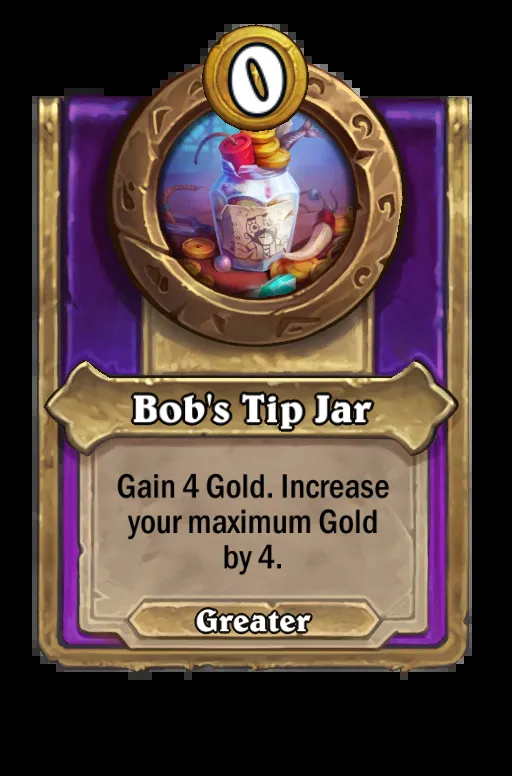 0
Bob's Tip Jar
Gain 4 Gold. Increase
your maximum Gold
by 4.
Greater